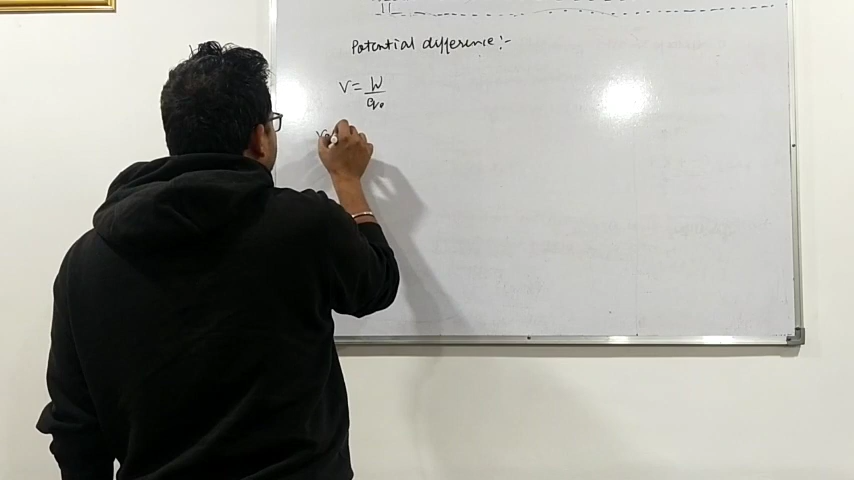 Potential difference:-
V = W
q₀
V